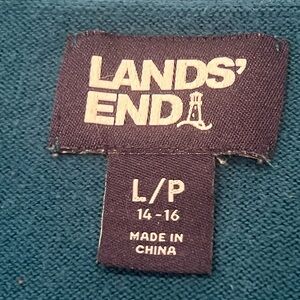 LANDS'
END
L/P
14-16
MADE IN
CHINA